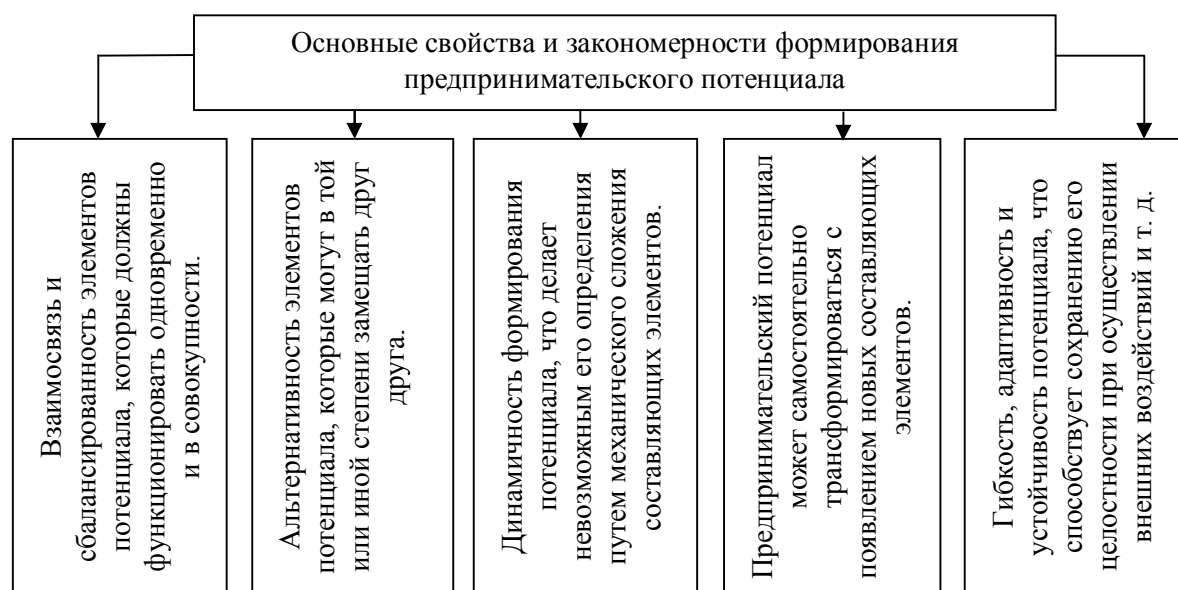 Основные свойства и закономерности формирования
предпринимательского потенциала
Взаимосвязь и
сбалансированность элементов
потенциала, которые должны
функционировать одновременно
и в совокупности.
Альтернативность элементов
потенциала, которые могут в той
или иной степени замещать друг
друга.
Динамичность формирования
потенциала, что делает
невозможным его определения
путем механического сложения
составляющих элементов.
Предпринимательский потенциал
может самостоятельно
трансформироваться с
появлением новых составляющих
элементов.
Гибкость, адаптивность и
устойчивость потенциала, что
способствует сохранению его
целостности при осуществлении
внешних воздействий и т. д.